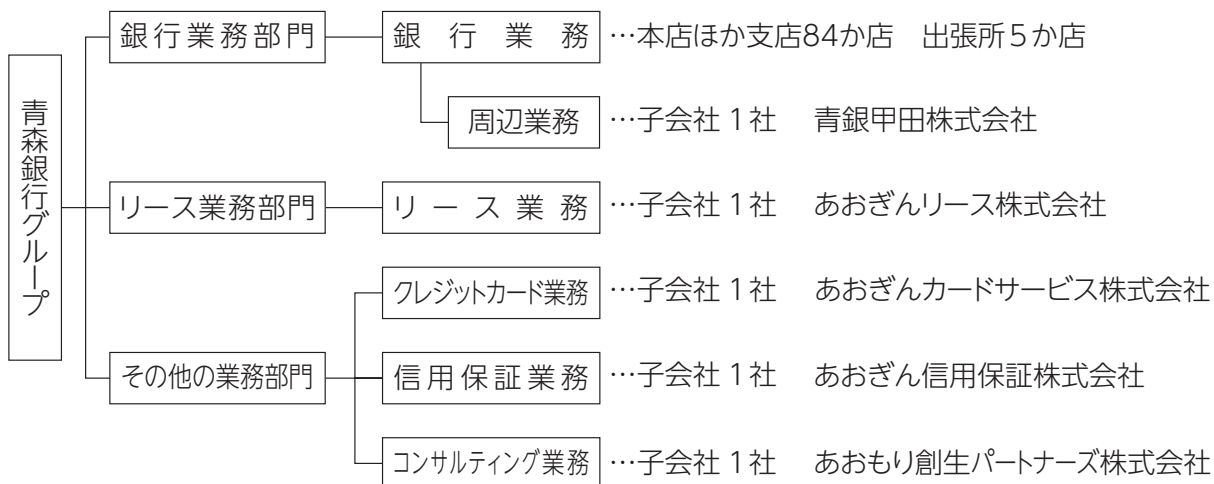 青森銀行グループ
銀行業務部門 銀行業務 …本店ほか支店84か店 出張所5か店
周辺業務 …子会社1社 青銀甲田株式会社
リース業務部門 リース業務 …子会社1社 あおぎんリース株式会社
クレジットカード業務 …子会社1社 あおぎんカードサービス株式会社
その他の業務部門 信用保証業務 …子会社1社 あおぎん信用保証株式会社
コンサルティング業務 …子会社1社 あおもり創生パートナーズ株式会社